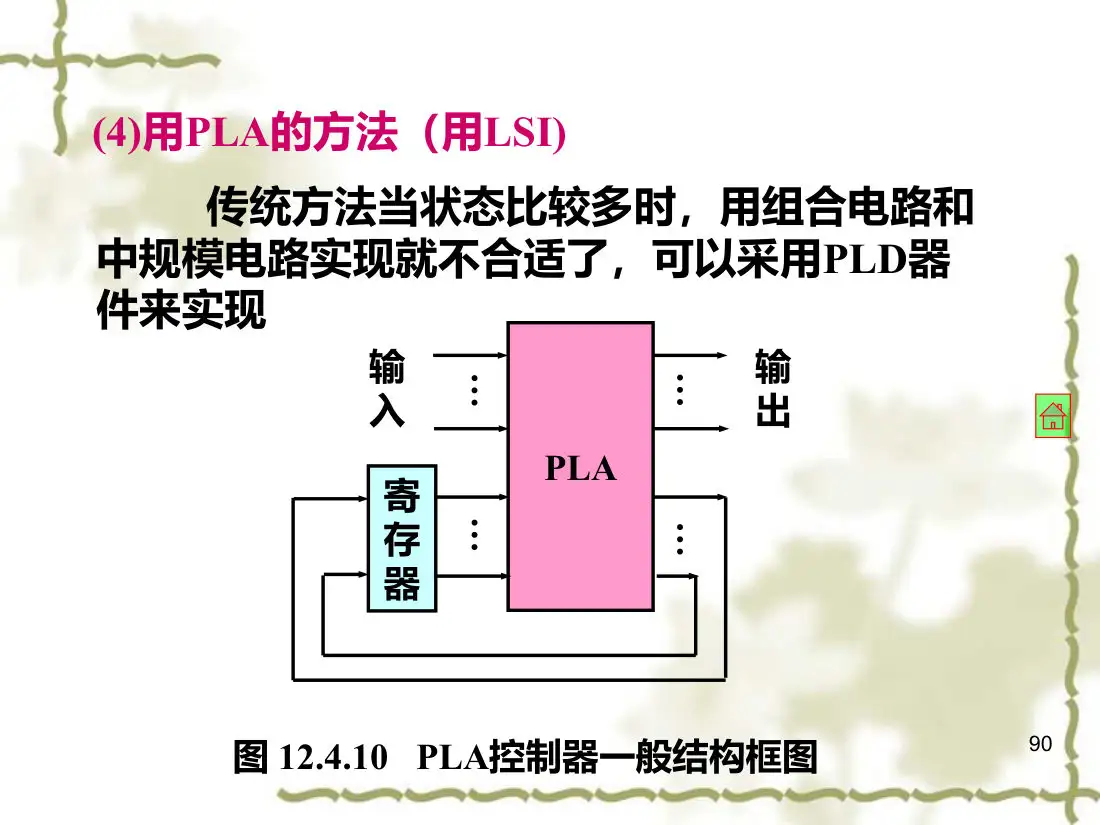 (4)用PLA的方法（用LSI)
传统方法当状态比较多时，用组合电路和
中规模电路实现就不合适了，可以采用PLD器
件来实现
输入
输出
PLA
寄存器
图 12.4.10 PLA控制器一般结构框图
90